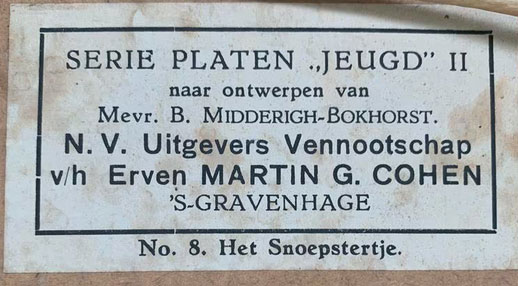 SERIE PLATEN „JEUGD” II
naar ontwerpen van
Mevr. B. MIDDERIGH-BOKHORST.
N. V. Uitgevers Vennootschap
v/h Erven MARTIN G. COHEN
'S-GRAVENHAGE
No. 8. Het Snoepstertje.